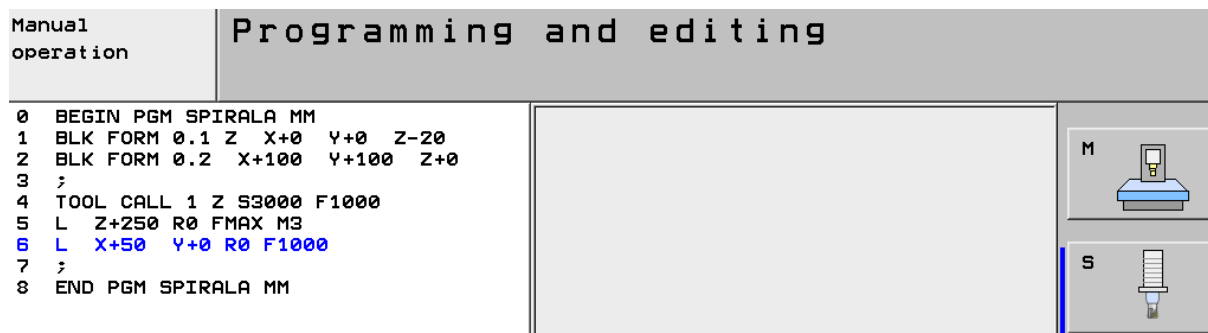 Manual
operation
Programming and editing
0 BEGIN PGM SPIRALA MM
1 BLK FORM 0.1 Z X+0 Y+0 Z-20
2 BLK FORM 0.2 X+100 Y+100 Z+0
3 ;
4 TOOL CALL 1 Z S3000 F1000
5 L Z+250 R0 FMAX M3
6 L X+50 Y+0 R0 F1000
7 ;
8 END PGM SPIRALA MM
M
S